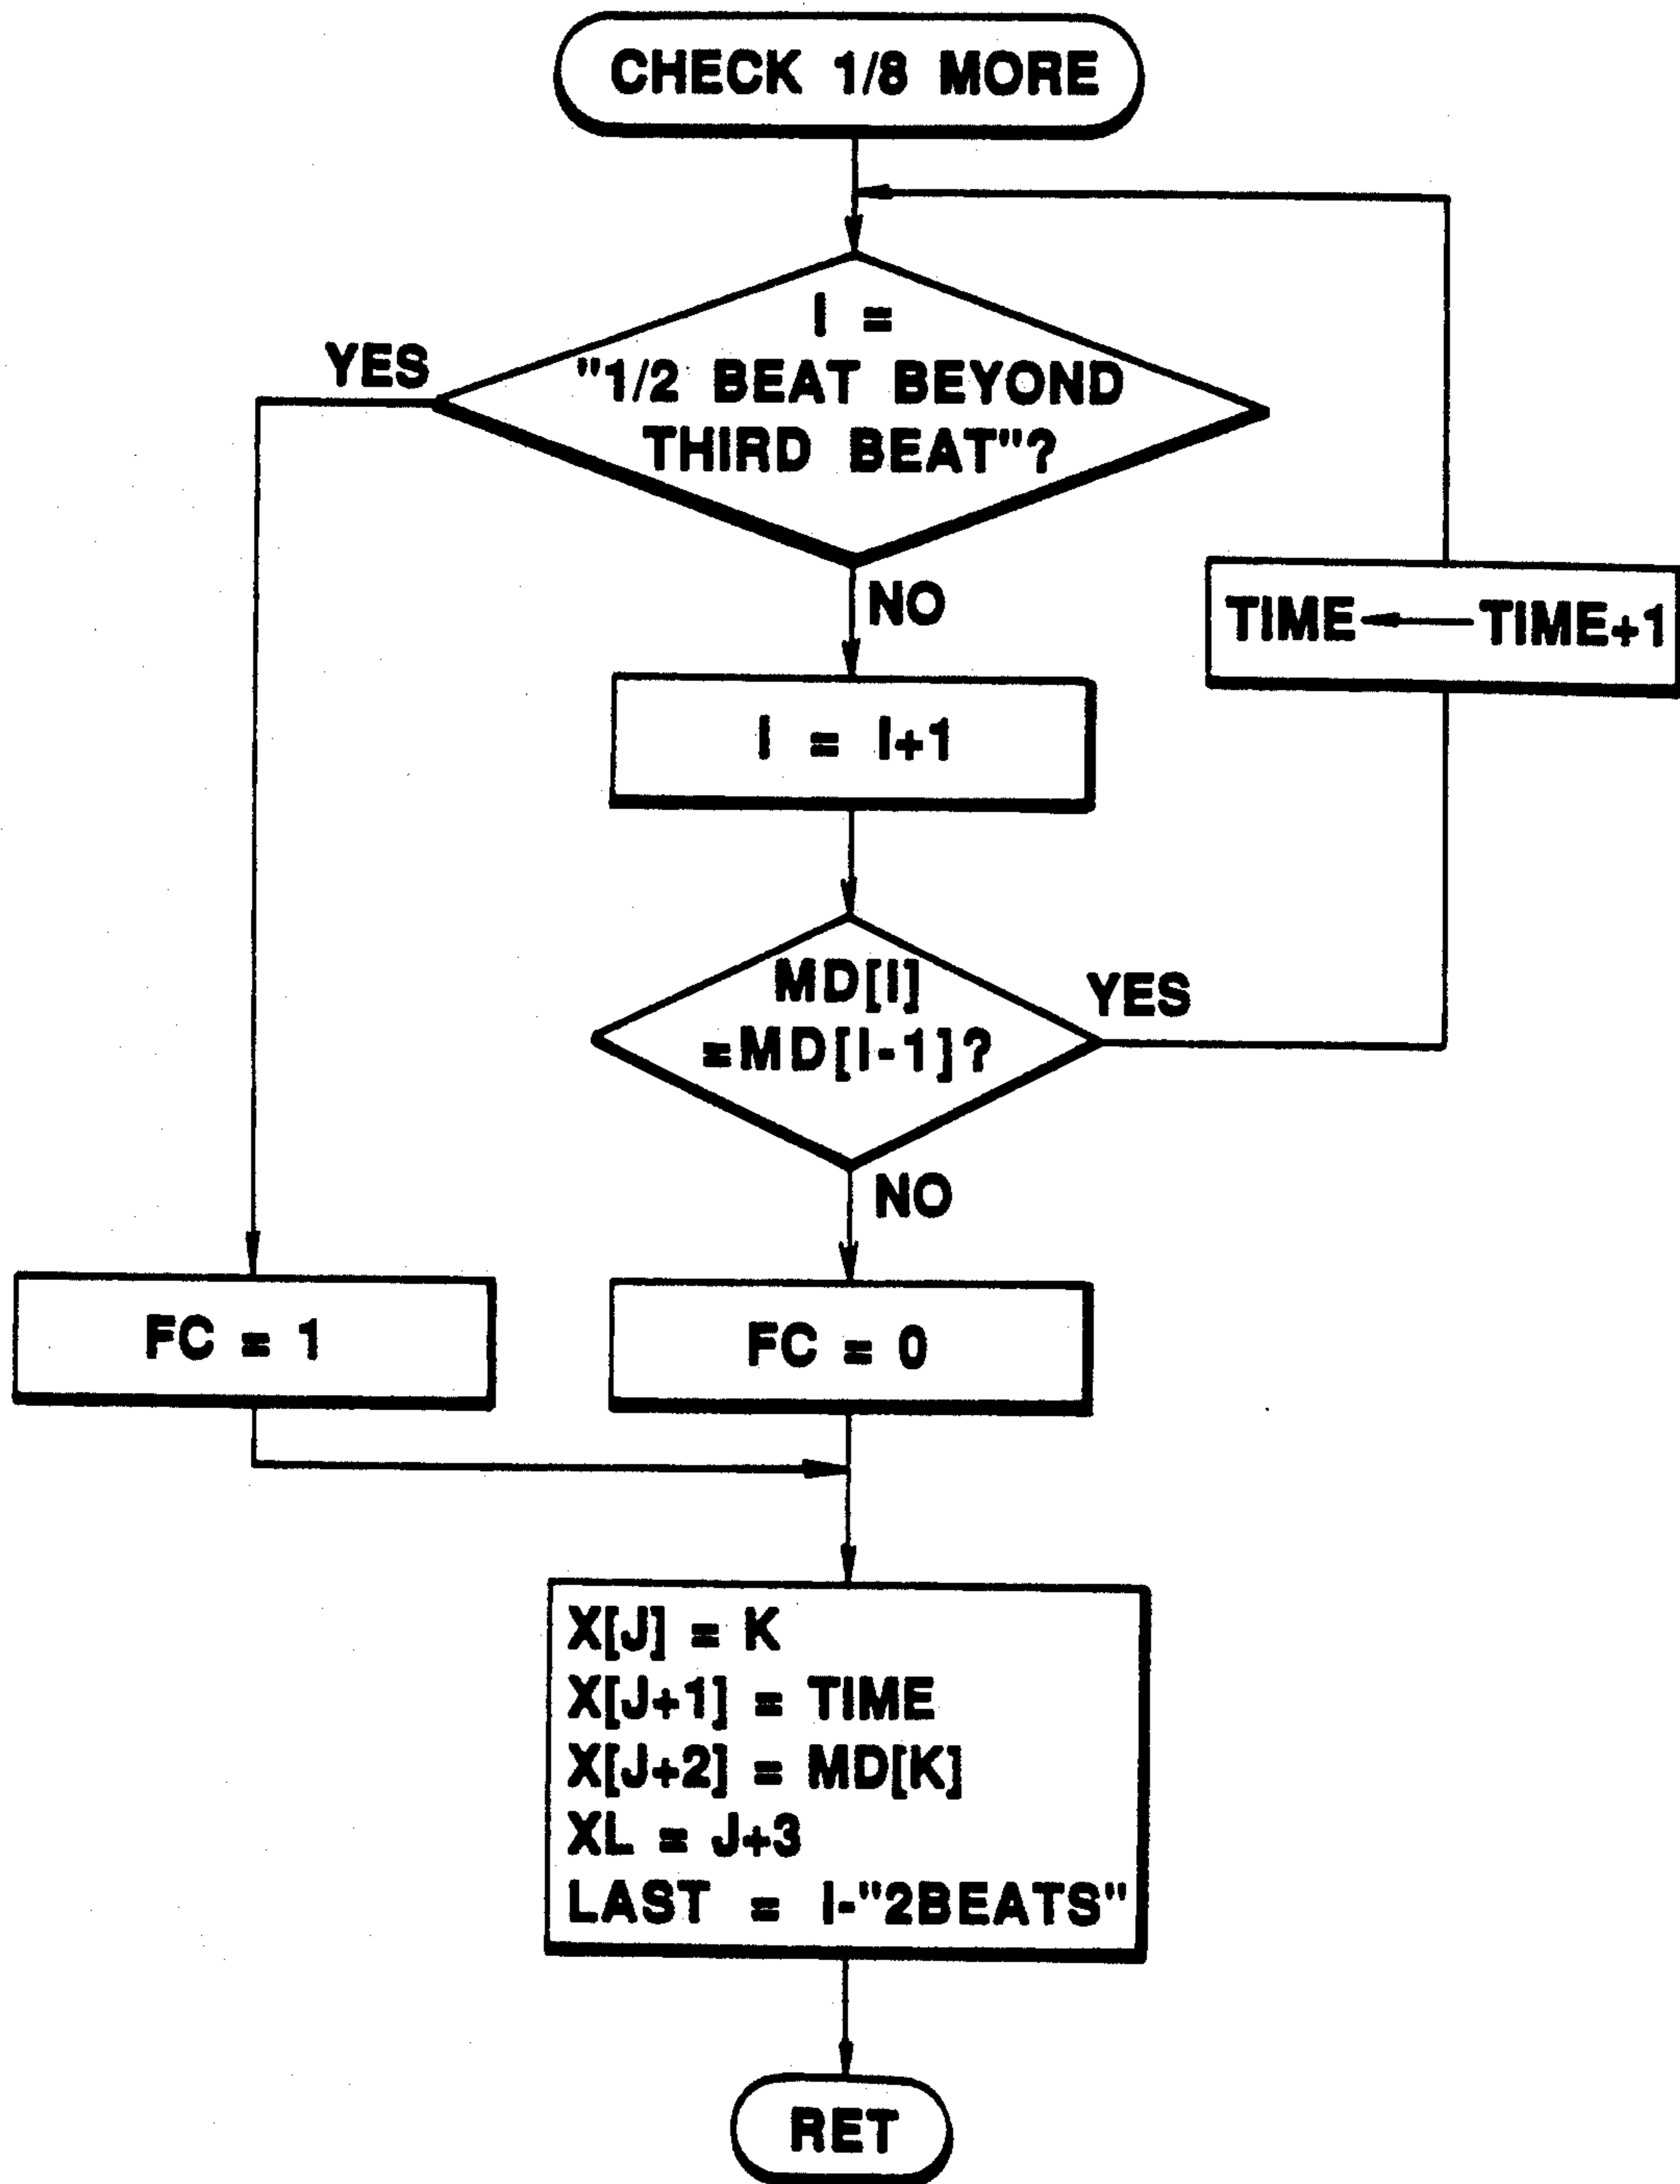 CHECK 1/8 MORE
I =
"1/2 BEAT BEYOND
THIRD BEAT"?
YES
NO
TIME ← TIME+1
I = I+1
MD[I]
=MD[I-1]?
YES
NO
FC = 1
FC = 0
X[J] = K
X[J+1] = TIME
X[J+2] = MD[K]
XL = J+3
LAST = I-"2BEATS"
RET